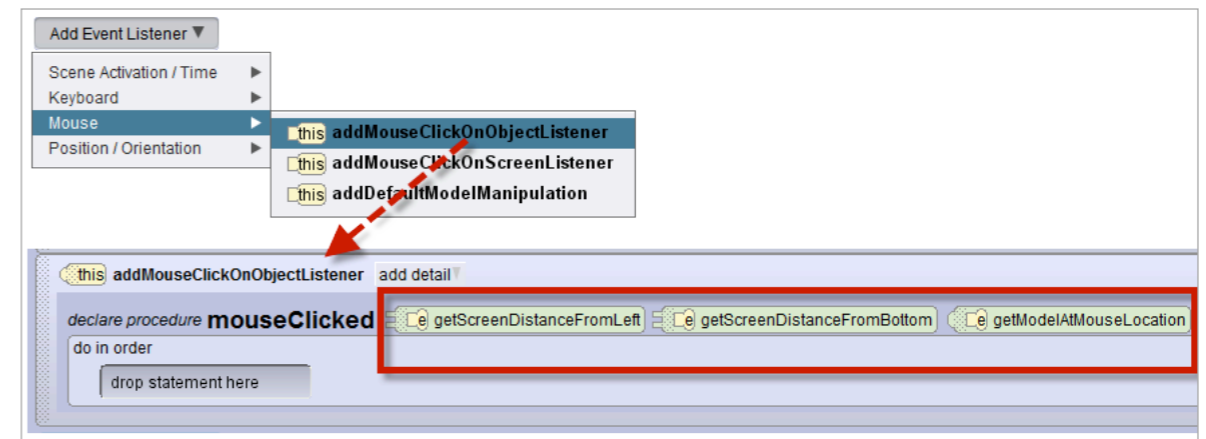 Add Event Listener ▼
Scene Activation / Time ▶
Keyboard ▶
Mouse ▶
Position / Orientation ▶
this addMouseClickOnObjectListener
this addMouseClickOnScreenListener
this addDefaultModelManipulation
this addMouseClickOnObjectListener add detail
declare procedure mouseClicked e getScreenDistanceFromLeft e getScreenDistanceFromBottom e getModelAtMouseLocation
do in order
drop statement here